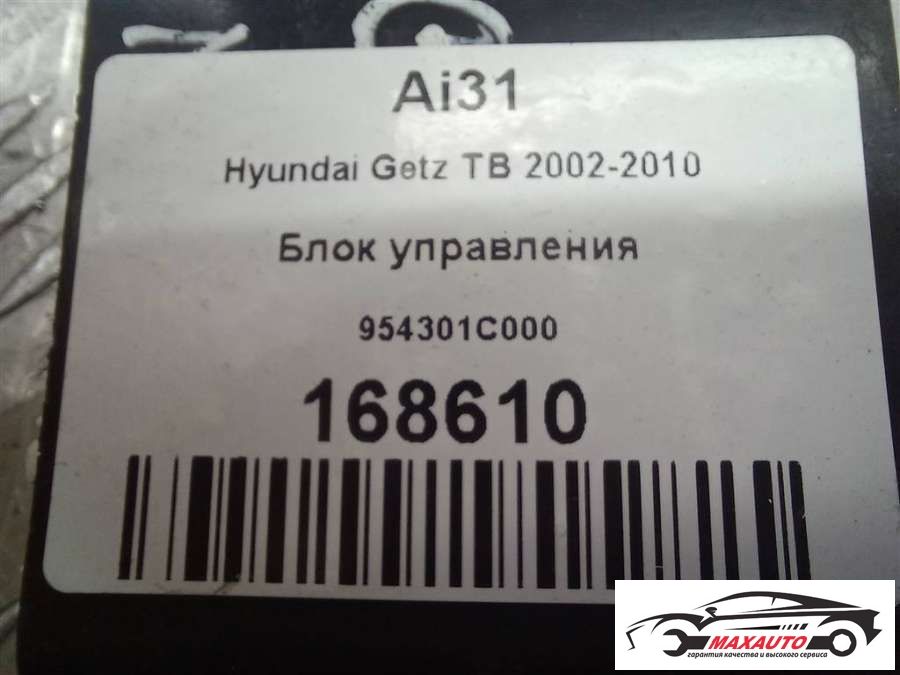 Ai31
Hyundai Getz TB 2002-2010
Блок управления
954301C000
168610
MAXAUTO
гарантия качества и высокого сервиса